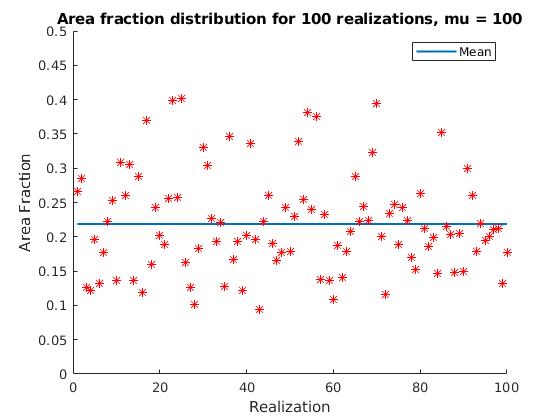 Area fraction distribution for 100 realizations, mu = 100
0.5
0.45
0.4
0.35
0.3
0.25
0.2
0.15
0.1
0.05
0
Area Fraction
Mean
0 20 40 60 80 100
Realization